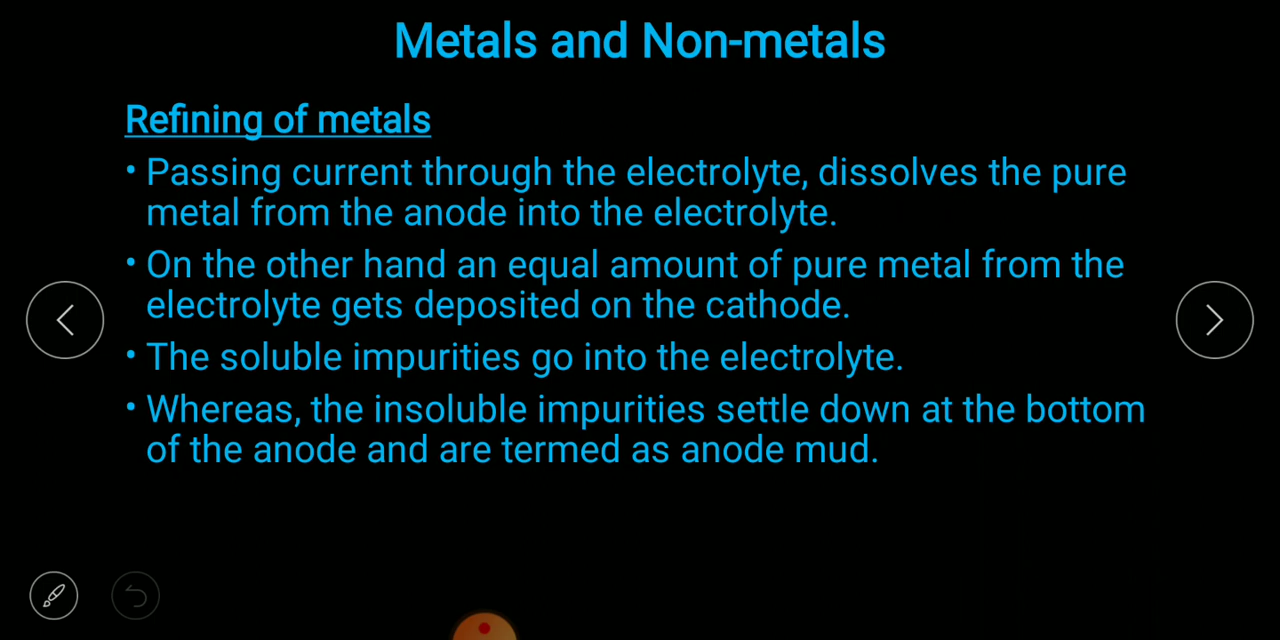 Metals and Non-metals
Refining of metals
• Passing current through the electrolyte, dissolves the pure
metal from the anode into the electrolyte.
• On the other hand an equal amount of pure metal from the
electrolyte gets deposited on the cathode.
• The soluble impurities go into the electrolyte.
• Whereas, the insoluble impurities settle down at the bottom
of the anode and are termed as anode mud.